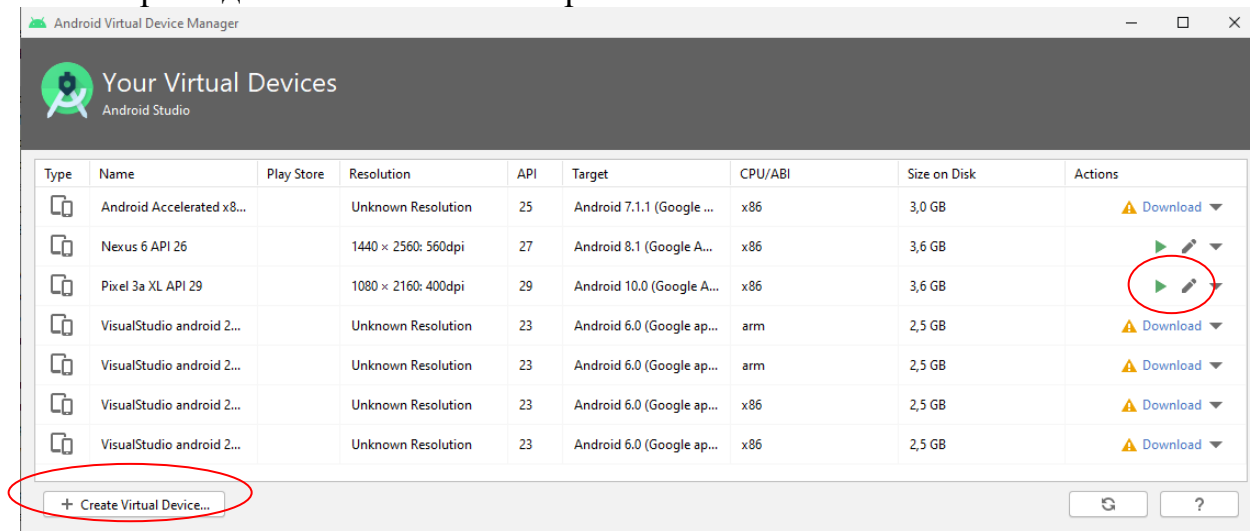 Android Virtual Device Manager
Your Virtual Devices
Android Studio
Type Name Play Store Resolution API Target CPU/ABI Size on Disk Actions
Android Accelerated x8... Unknown Resolution 25 Android 7.1.1 (Google ... x86 3,0 GB Download
Nexus 6 API 26 1440 × 2560: 560dpi 27 Android 8.1 (Google A... x86 3,6 GB
Pixel 3a XL API 29 1080 × 2160: 400dpi 29 Android 10.0 (Google A... x86 3,6 GB
VisualStudio android 2... Unknown Resolution 23 Android 6.0 (Google ap... arm 2,5 GB Download
VisualStudio android 2... Unknown Resolution 23 Android 6.0 (Google ap... arm 2,5 GB Download
VisualStudio android 2... Unknown Resolution 23 Android 6.0 (Google ap... x86 2,5 GB Download
VisualStudio android 2... Unknown Resolution 23 Android 6.0 (Google ap... x86 2,5 GB Download
+ Create Virtual Device... ?